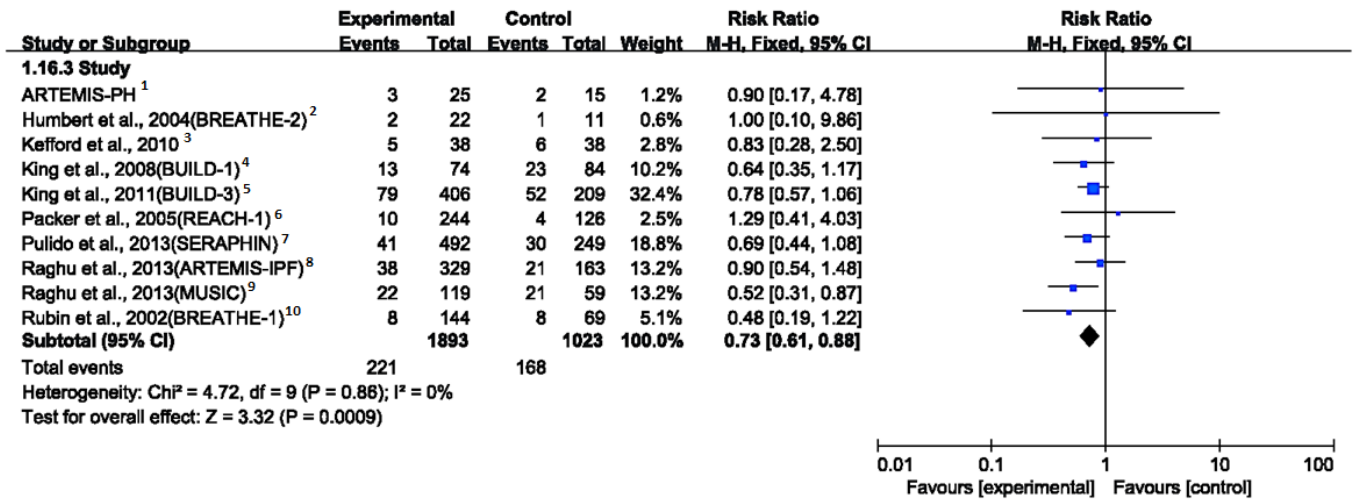 Experimental Control Risk Ratio Risk Ratio
Study or Subgroup Events Total Events Total Weight M-H, Fixed, 95% CI M-H, Fixed, 95% CI
1.16.3 Study
ARTEMIS-PH 1 3 25 2 15 1.2% 0.90 [0.17, 4.78]
Humbert et al., 2004(BREATHE-2) 2 2 22 1 11 0.6% 1.00 [0.10, 9.86]
Kefford et al., 2010 3 5 38 6 38 2.8% 0.83 [0.28, 2.50]
King et al., 2008(BUILD-1) 4 13 74 23 84 10.2% 0.64 [0.35, 1.17]
King et al., 2011(BUILD-3) 5 79 406 52 209 32.4% 0.78 [0.57, 1.06]
Packer et al., 2005(REACH-1) 6 10 244 4 126 2.5% 1.29 [0.41, 4.03]
Pulido et al., 2013(SERAPHIN) 7 41 492 30 249 18.8% 0.69 [0.44, 1.08]
Raghu et al., 2013(ARTEMIS-IPF) 8 38 329 21 163 13.2% 0.90 [0.54, 1.48]
Raghu et al., 2013(MUSIC) 9 22 119 21 59 13.2% 0.52 [0.31, 0.87]
Rubin et al., 2002(BREATHE-1) 10 8 144 8 69 5.1% 0.48 [0.19, 1.22]
Subtotal (95% CI) 1893 1023 100.0% 0.73 [0.61, 0.88]
Total events 221 168
Heterogeneity: Chi² = 4.72, df = 9 (P = 0.86); I² = 0%
Test for overall effect: Z = 3.32 (P = 0.0009)
0.01 0.1 1 10 100
Favours [experimental] Favours [control]